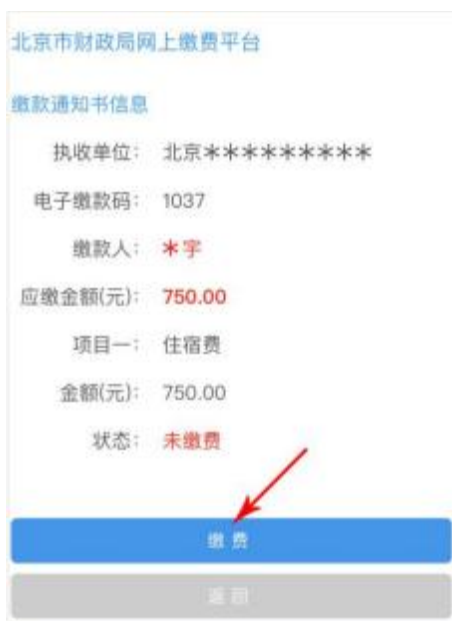 北京市财政局网上缴费平台
缴款通知书信息
执收单位： 北京*********
电子缴款码： 1037
缴款人： *宇
应缴金额(元)： 750.00
项目一： 住宿费
金额(元)： 750.00
状态： 未缴费
缴 费
返 回